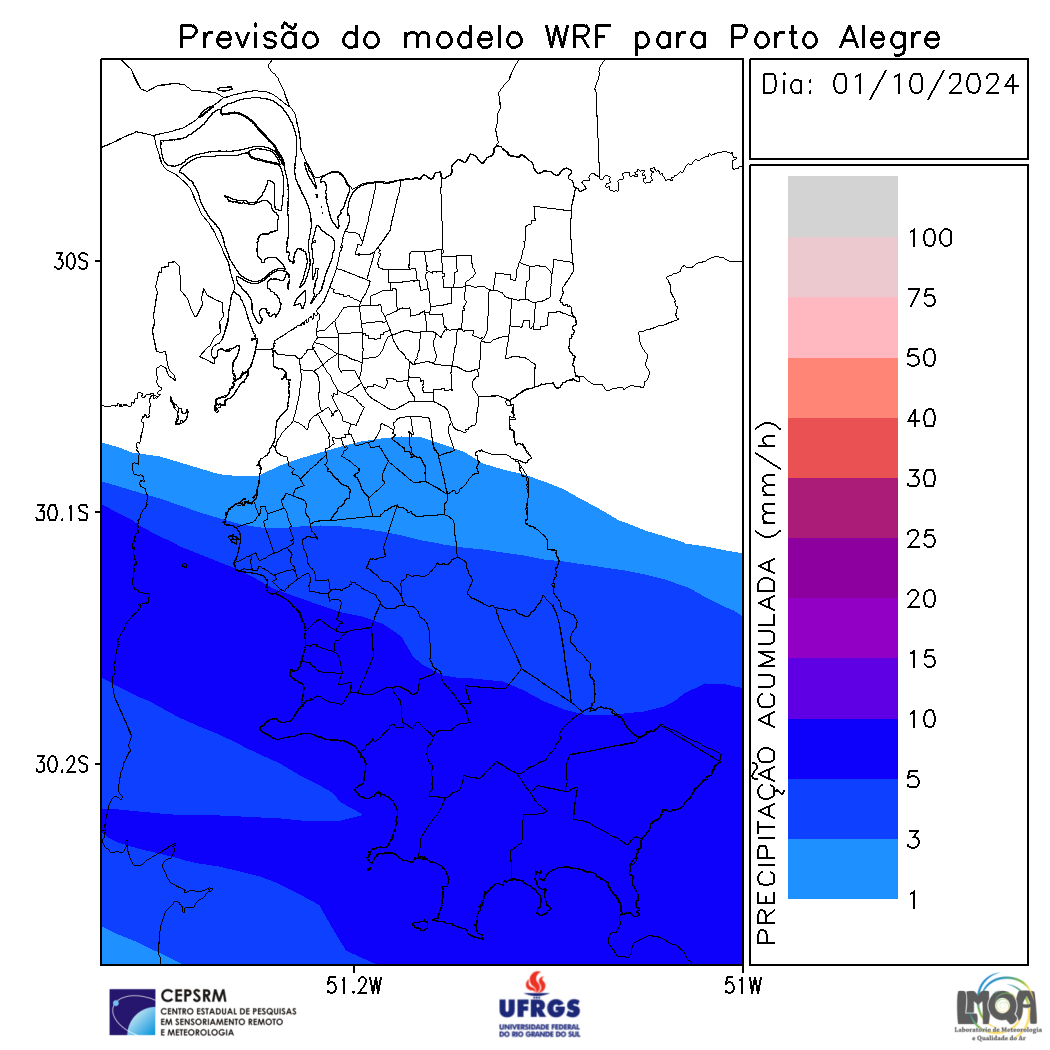 Previsão do modelo WRF para Porto Alegre
Dia: 01/10/2024
100
75
50
40
30
25
20
15
10
5
3
1
PRECIPITAÇÃO ACUMULADA (mm/h)
30S
30.1S
30.2S
51.2W
51W
CEPSRM
CENTRO ESTADUAL DE PESQUISAS
EM SENSORIAMENTO REMOTO
E METEOROLOGIA
UFRGS
UNIVERSIDADE FEDERAL
DO RIO GRANDE DO SUL
LMQA
Laboratório de Meteorologia
e Qualidade do Ar